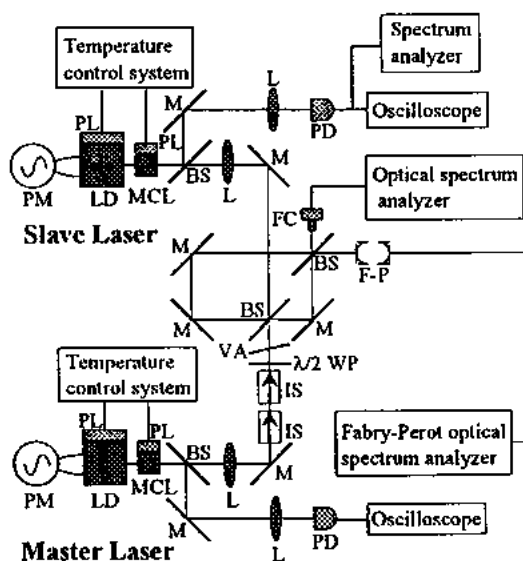 Temperature
control system
Spectrum
analyzer
L
M
PL
PL
PD
Oscilloscope
M
BS
PM
LD
MCL
L
Optical spectrum
analyzer
FC
Slave Laser
M
BS
F-P
BS
M
M
VA
λ/2 WP
Temperature
control system
IS
IS
PL
PL
Fabry-Perot optical
spectrum analyzer
BS
PM
LD
MCL
L
M
M
Oscilloscope
Master Laser
L
PD